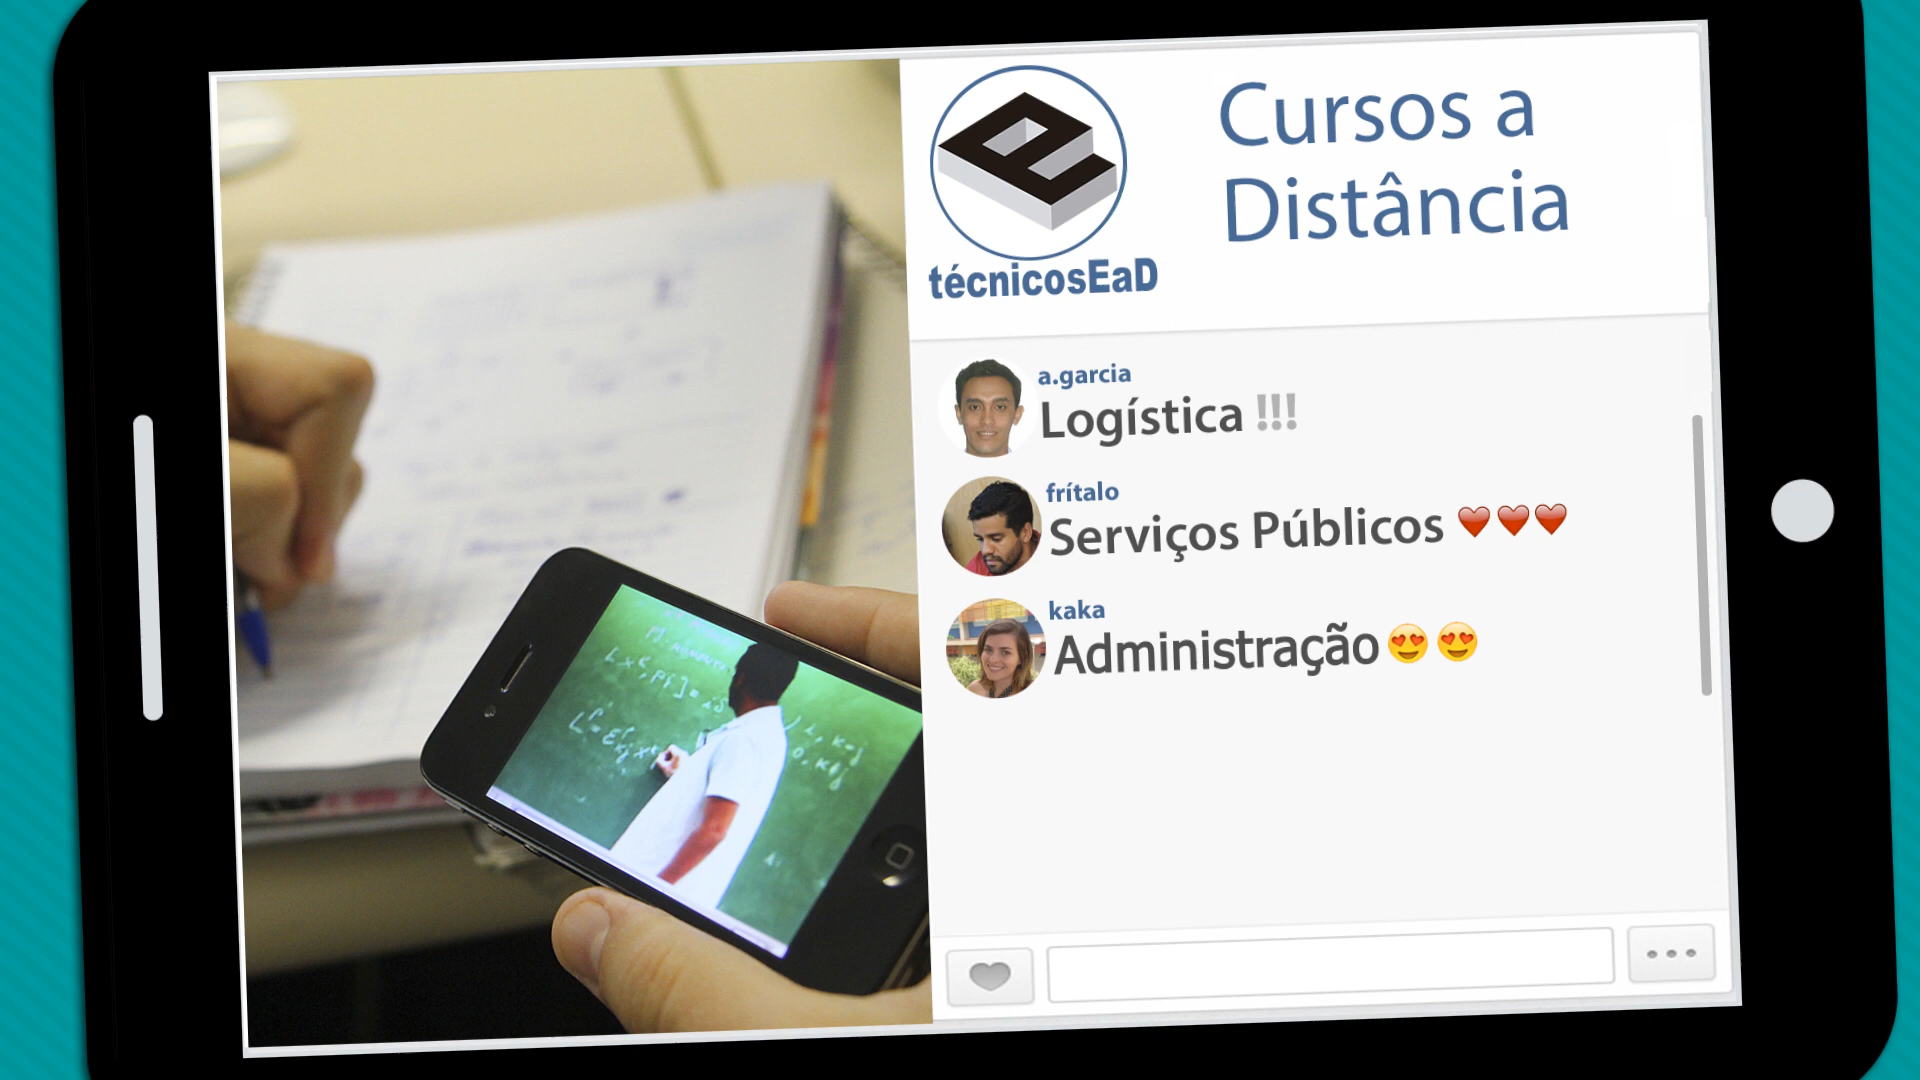 Cursos a
Distância
técnicosEaD
a.garcia
Logística !!!
frítalo
Serviços Públicos ❤❤❤
kaka
Administração😍😍